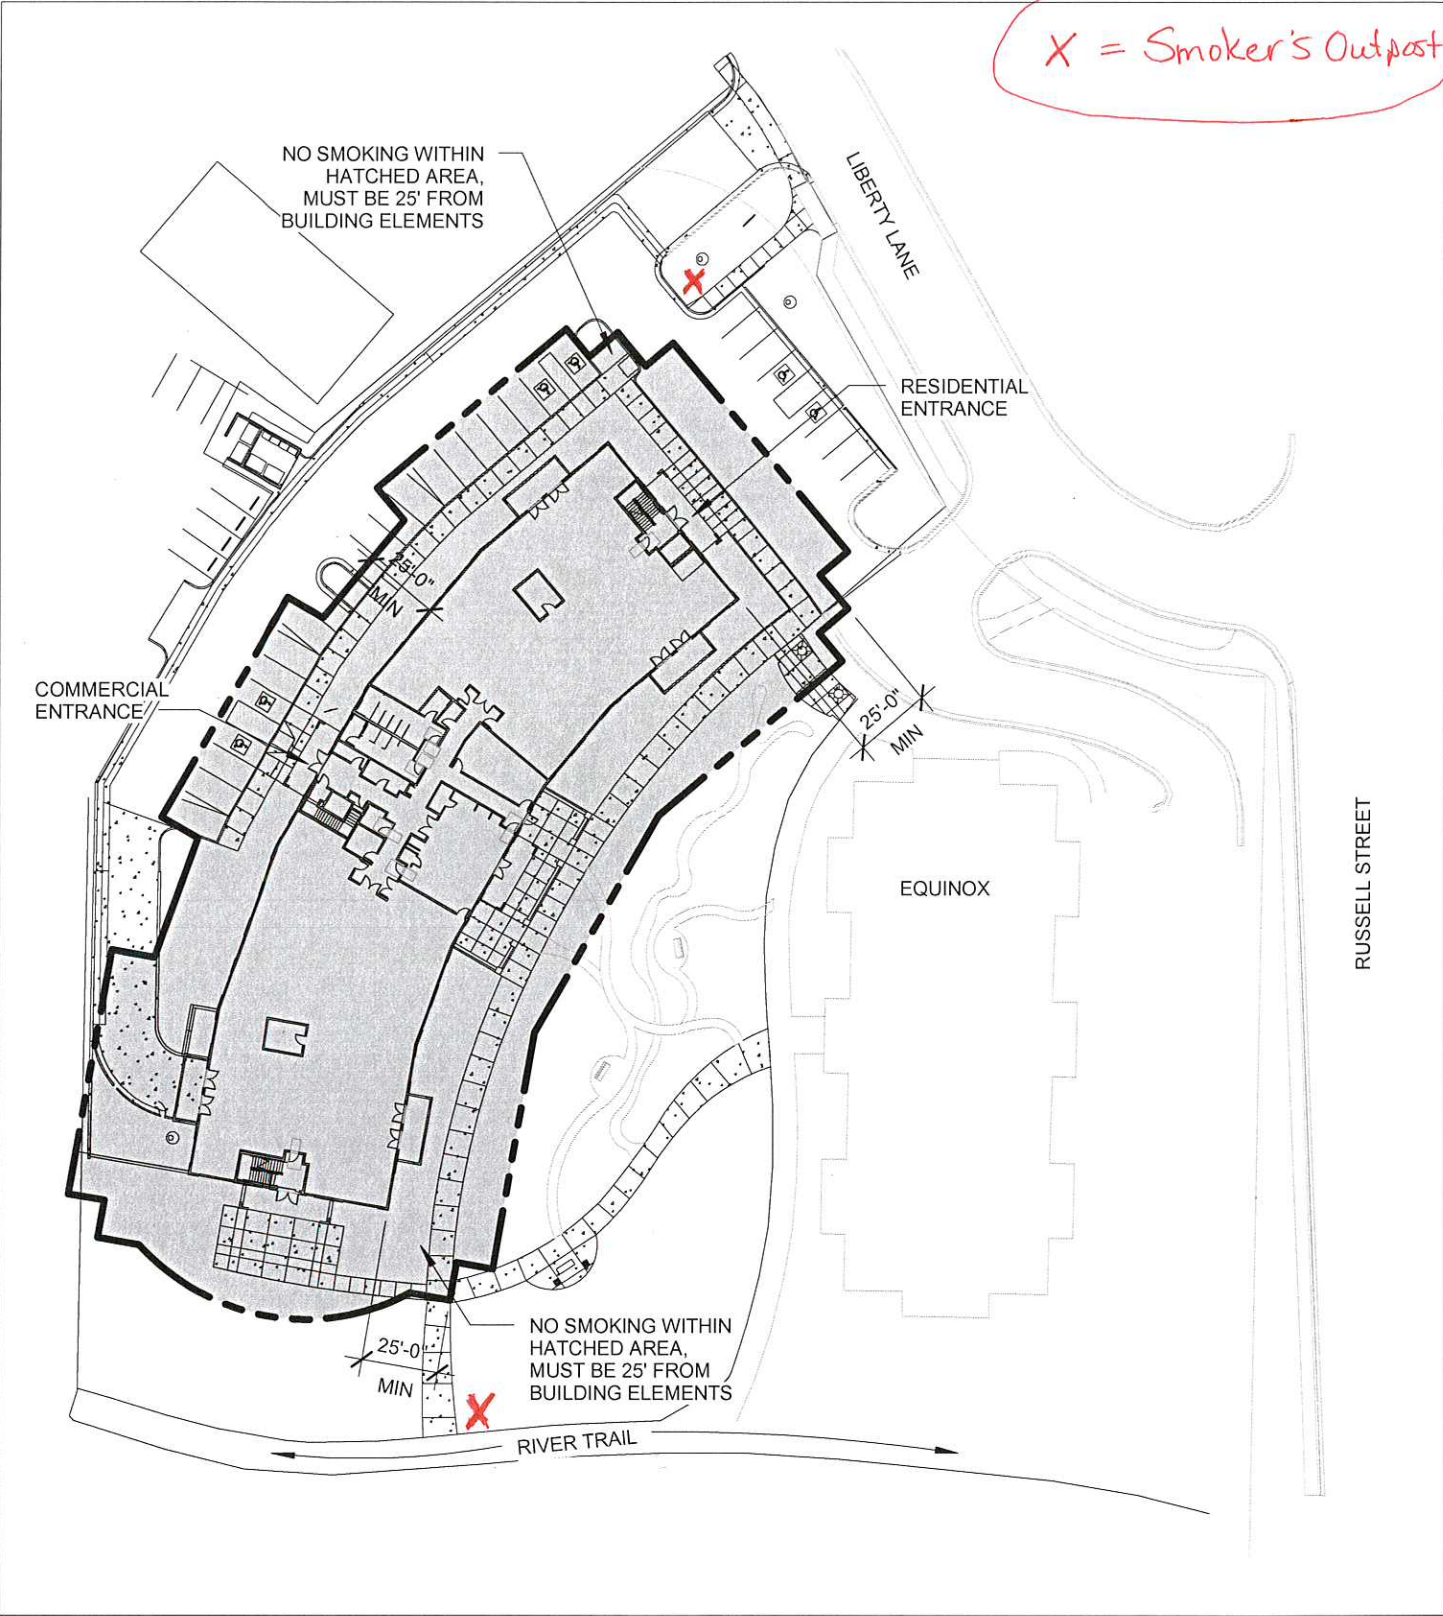 X = Smoker's Outpost
NO SMOKING WITHIN
HATCHED AREA,
MUST BE 25' FROM
BUILDING ELEMENTS
LIBERTY LANE
X
RESIDENTIAL
ENTRANCE
25'-0"
MIN
COMMERCIAL
ENTRANCE
25'-0"
MIN
EQUINOX
RUSSELL STREET
NO SMOKING WITHIN
HATCHED AREA,
MUST BE 25' FROM
BUILDING ELEMENTS
25'-0"
MIN
X
RIVER TRAIL